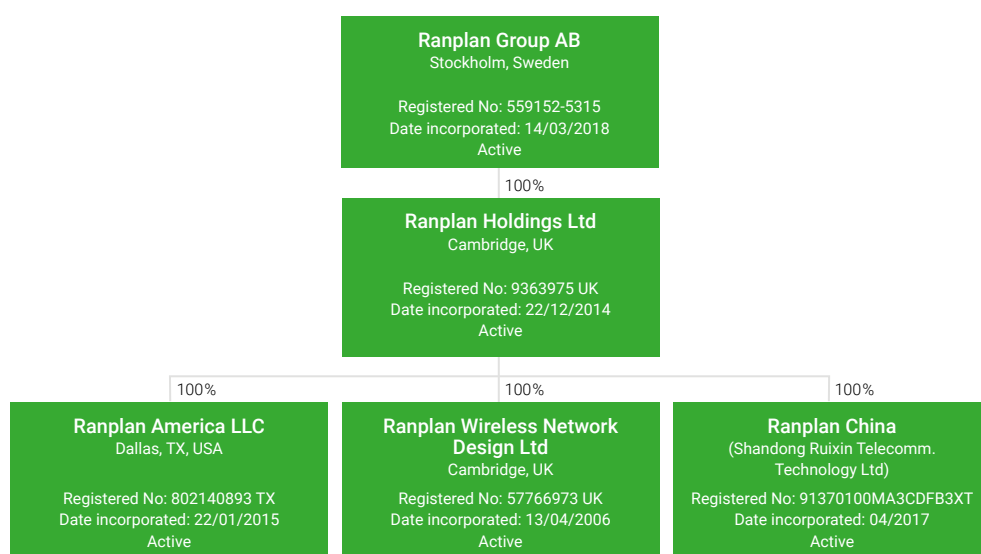 Ranplan Group AB
Stockholm, Sweden
Registered No: 559152-5315
Date incorporated: 14/03/2018
Active
100%
Ranplan Holdings Ltd
Cambridge, UK
Registered No: 9363975 UK
Date incorporated: 22/12/2014
Active
100%
100%
100%
Ranplan America LLC
Dallas, TX, USA
Registered No: 802140893 TX
Date incorporated: 22/01/2015
Active
Ranplan Wireless Network
Design Ltd
Cambridge, UK
Registered No: 57766973 UK
Date incorporated: 13/04/2006
Active
Ranplan China
(Shandong Ruixin Telecomm.
Technology Ltd)
Registered No: 91370100MA3CDFB3XT
Date incorporated: 04/2017
Active